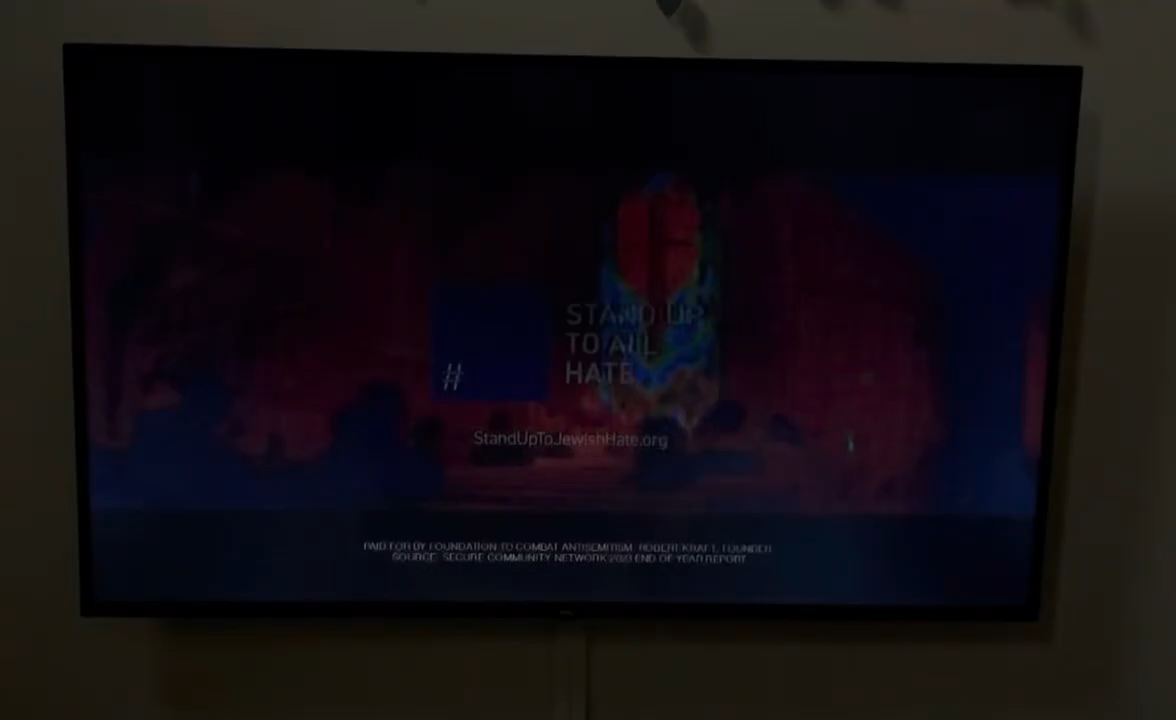 STAND UP
TO ALL
#
HATE
StandUpToJewishHate.org
PAID FOR BY FOUNDATION TO COMBAT ANTISEMITISM, ROBERT KRAFT, FOUNDER
SOURCE: SECURE COMMUNITY NETWORK 2023 END OF YEAR REPORT